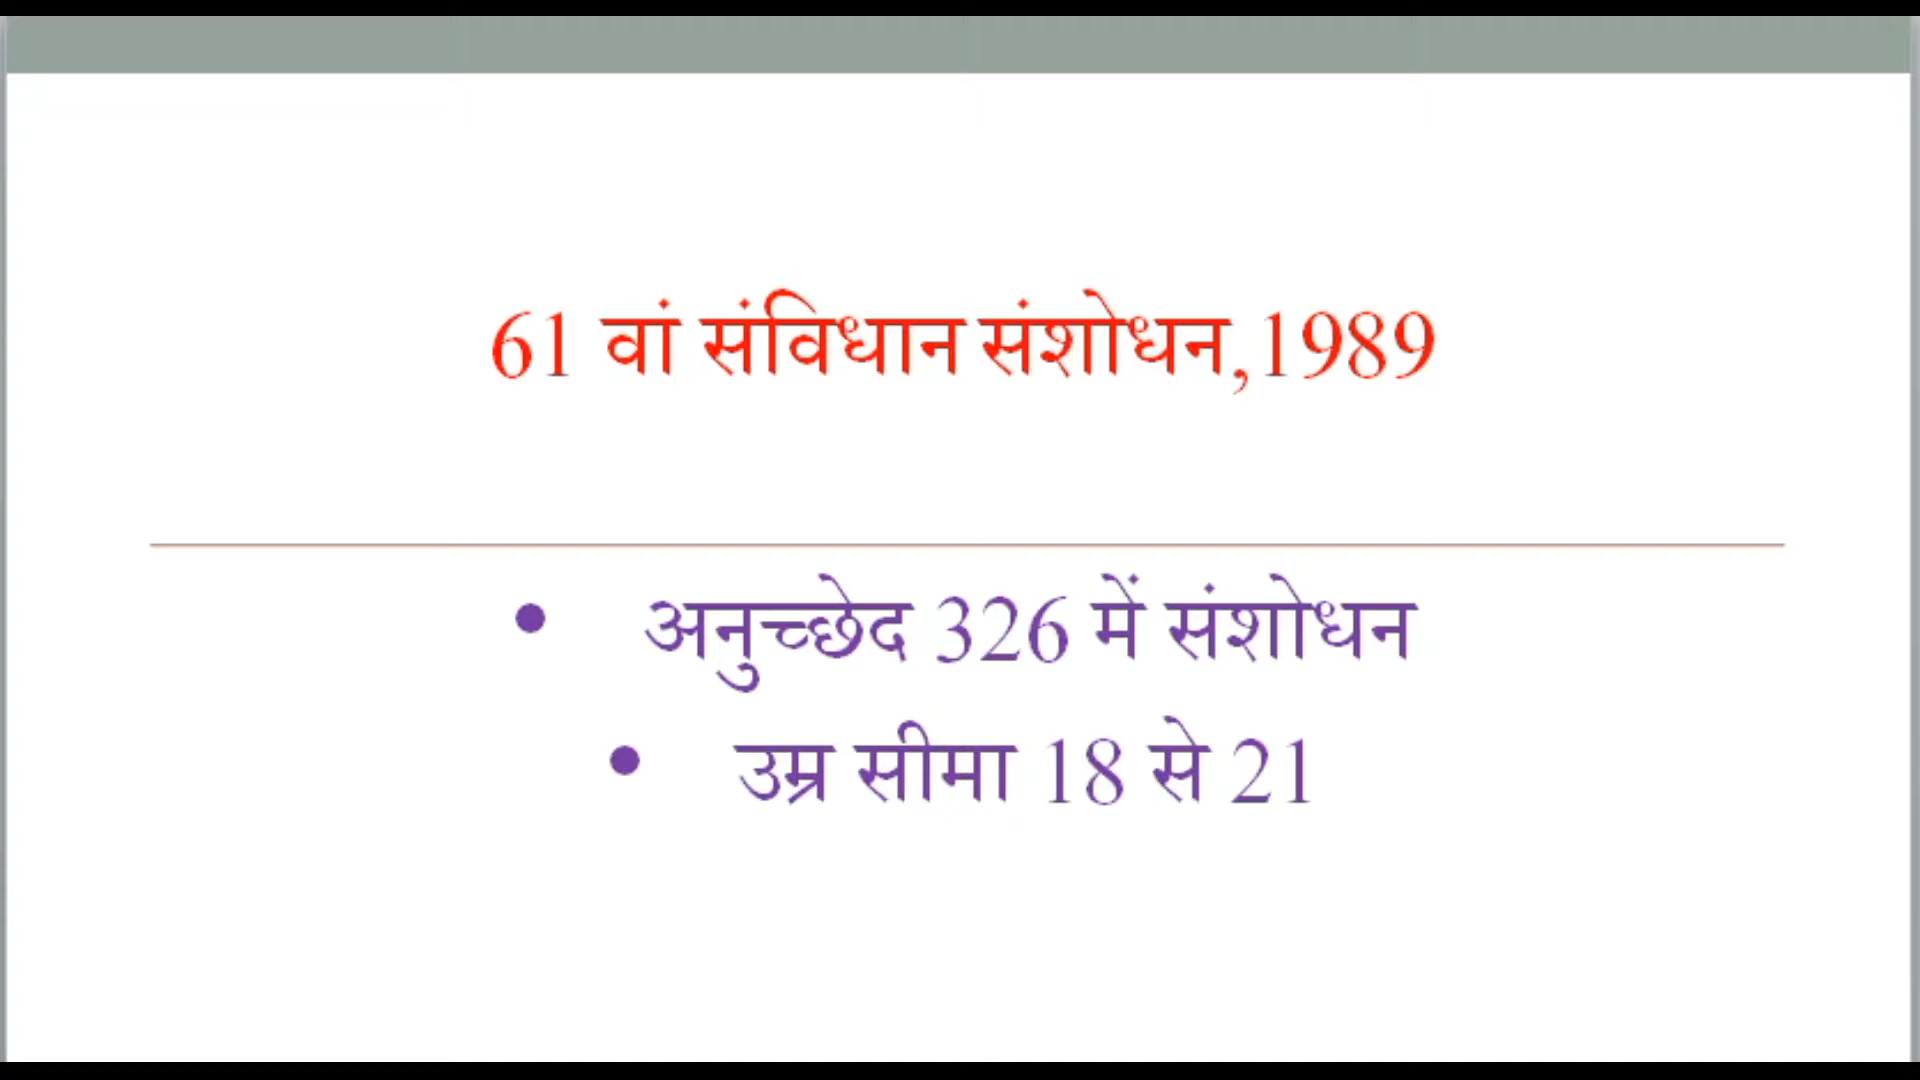 61 वां संविधान संशोधन,1989
• अनुच्छेद 326 में संशोधन
• उम्र सीमा 18 से 21